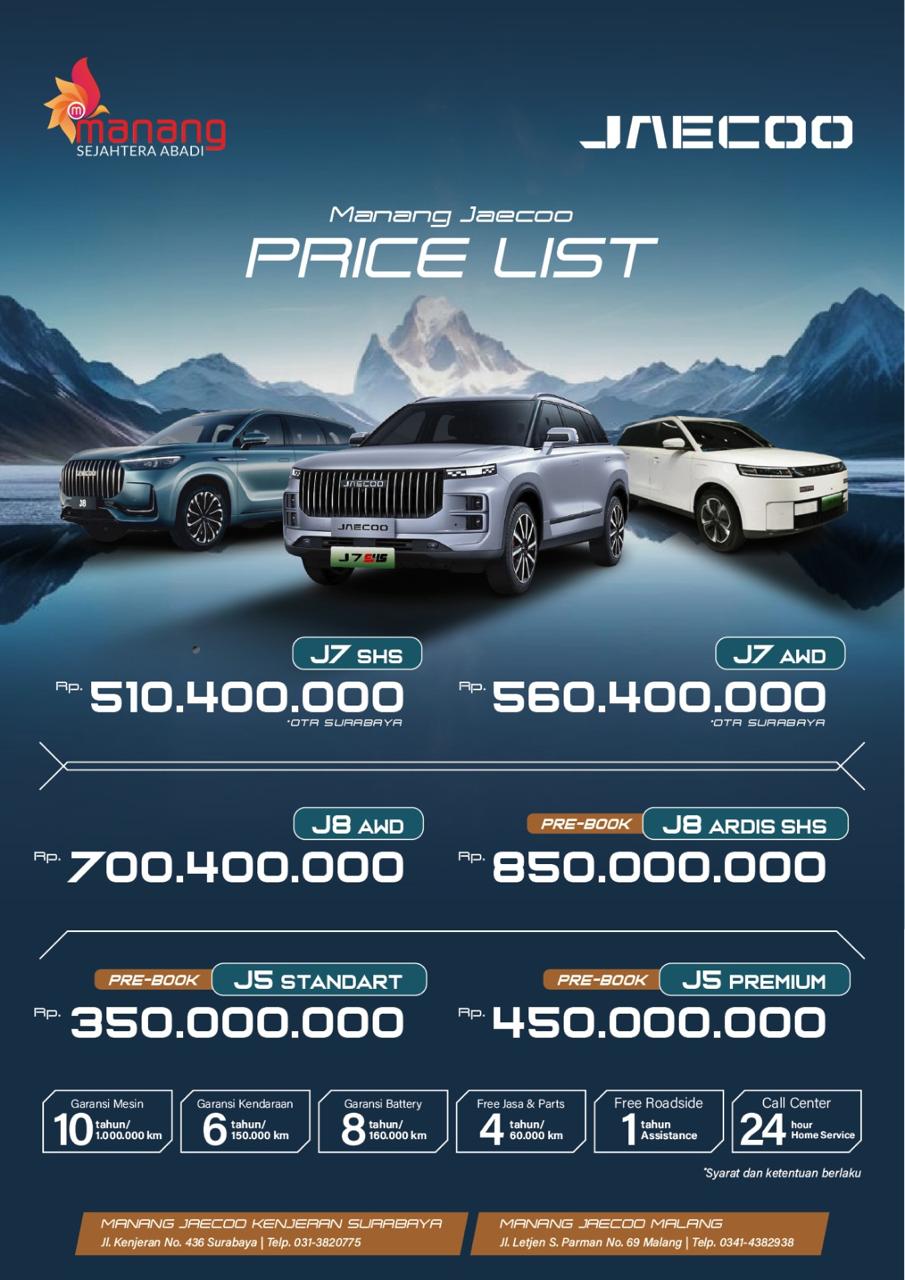 manang
SEJAHTERA ABADI
JAECOO
Manang Jaecoo
PRICE LIST
JAECOO
J8
JAECOO
JAECOO
J7 SHS
J7 SHS
Rp. 510.400.000
*OTR SURABAYA
J7 AWD
Rp. 560.400.000
*OTR SURABAYA
J8 AWD
Rp. 700.400.000
PRE-BOOK J8 ARDIS SHS
Rp. 850.000.000
PRE-BOOK J5 STANDART
Rp. 350.000.000
PRE-BOOK J5 PREMIUM
Rp. 450.000.000
Garansi Mesin
10 tahun/
1.000.000 km
Garansi Kendaraan
6 tahun/
150.000 km
Garansi Battery
8 tahun/
160.000 km
Free Jasa & Parts
4 tahun/
60.000 km
Free Roadside
1 tahun
Assistance
Call Center
24 hour
Home Service
*Syarat dan ketentuan berlaku
MANANG JAECOO KENJERAN SURABAYA
Jl. Kenjeran No. 436 Surabaya | Telp. 031-3820775
MANANG JAECOO MALANG
Jl. Letjen S. Parman No. 69 Malang | Telp. 0341-4382938